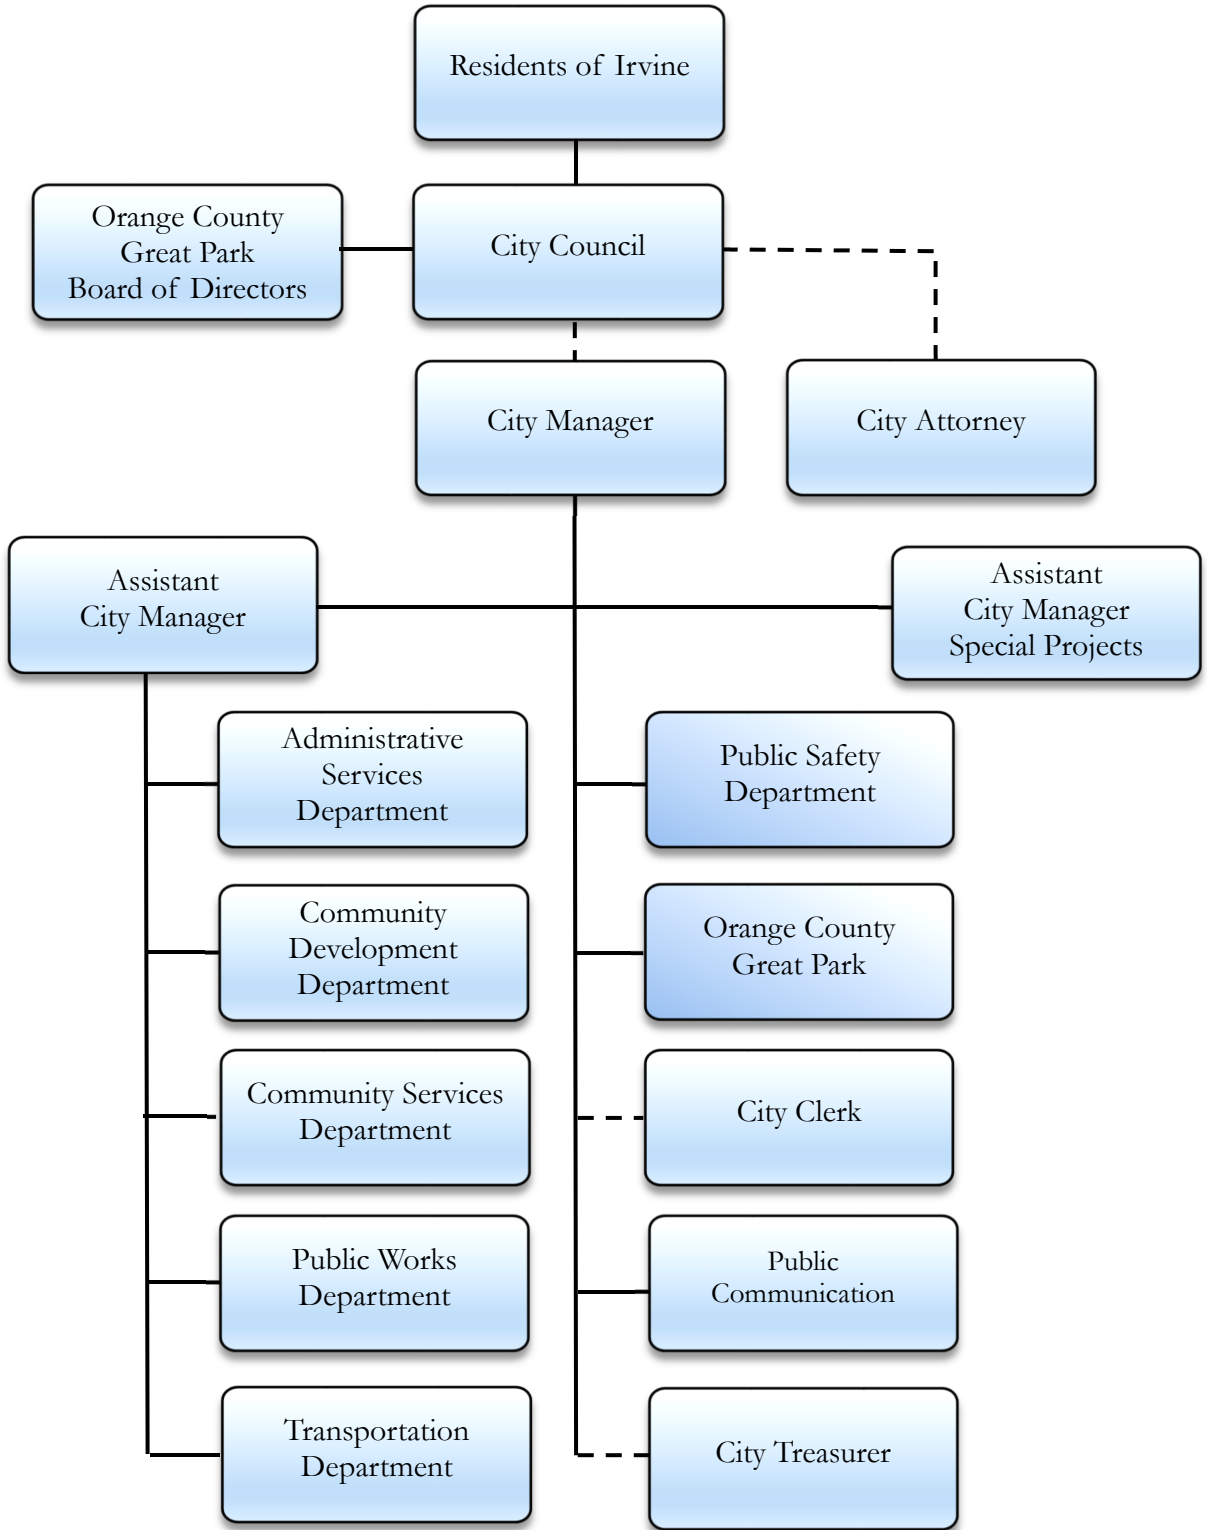 Residents of Irvine
Orange County
Great Park
Board of Directors
City Council
City Manager
City Attorney
Assistant
City Manager
Assistant
City Manager
Special Projects
Administrative
Services
Department
Public Safety
Department
Community
Development
Department
Orange County
Great Park
Community Services
Department
City Clerk
Public Works
Department
Public
Communication
Transportation
Department
City Treasurer